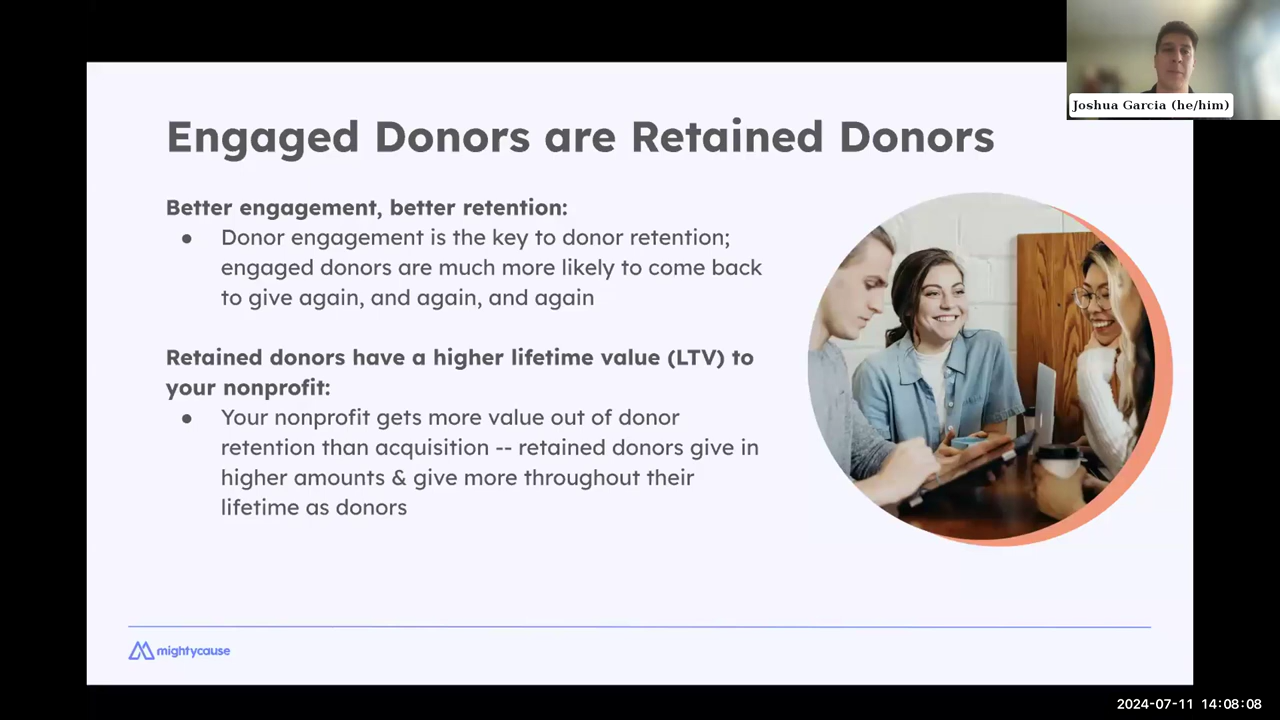 Joshua Garcia (he/him)
Engaged Donors are Retained Donors
Better engagement, better retention:
● Donor engagement is the key to donor retention;
engaged donors are much more likely to come back
to give again, and again, and again
Retained donors have a higher lifetime value (LTV) to
your nonprofit:
● Your nonprofit gets more value out of donor
retention than acquisition -- retained donors give in
higher amounts & give more throughout their
lifetime as donors
mightycause
2024-07-11 14:08:08